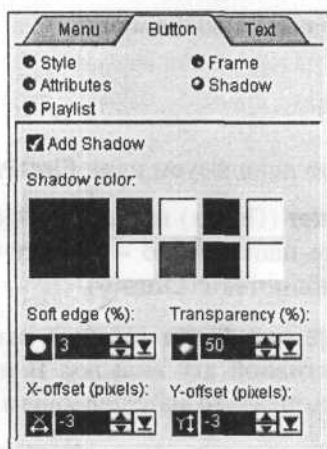 Menu Button Text
Style Frame
Attributes Shadow
Playlist
Add Shadow
Shadow color:
Soft edge (%): Transparency (%):
3 50
X-offset (pixels): Y-offset (pixels):
-3 -3